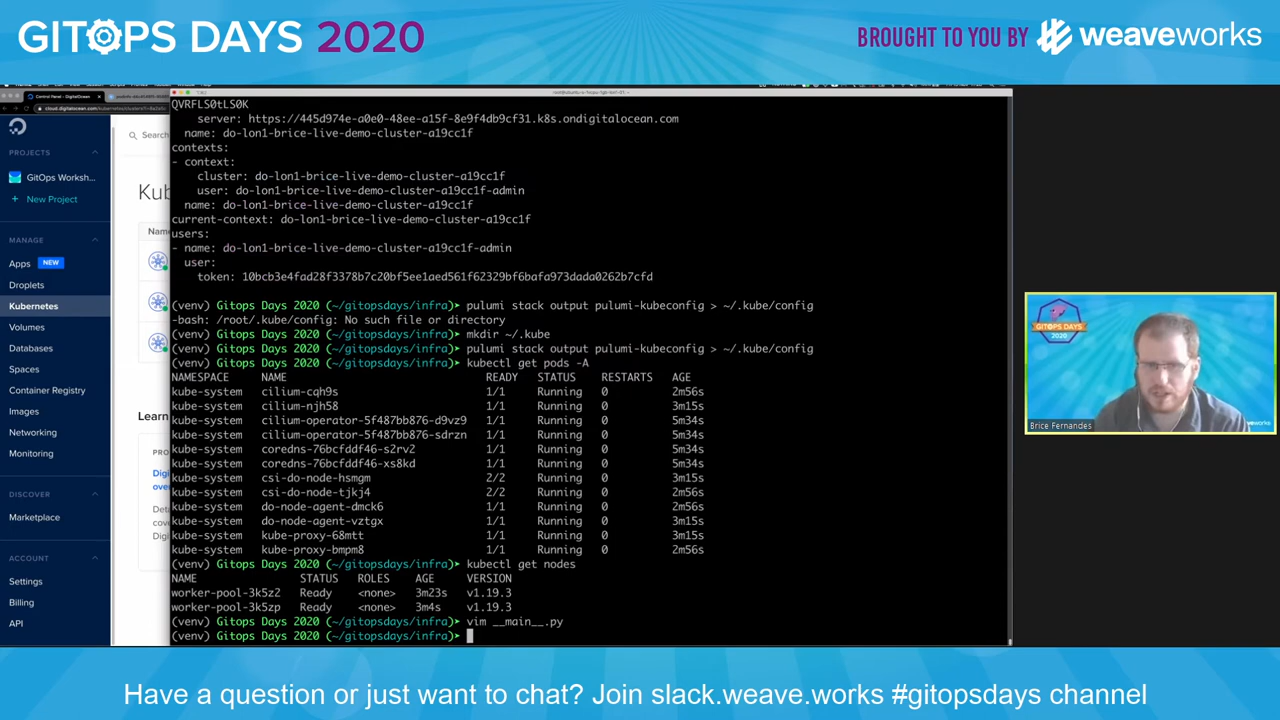 GITOPS DAYS 2020
BROUGHT TO YOU BY weaveworks
Control Panel - DigitalOcean
PROJECTS
GitOps Worksh...
+ New Project
MANAGE
Apps NEW
Droplets
Kubernetes
Volumes
Databases
Spaces
Container Registry
Images
Networking
Monitoring
DISCOVER
Marketplace
ACCOUNT
Settings
Billing
API
Search
Kub
Nam
Learn
QVRFLS0tLS0K
server: https://445d974e-a0e0-48ee-a15f-8e9f4db9cf31.k8s.ondigitalocean.com
name: do-lon1-brice-live-demo-cluster-a19cc1f
contexts:
- context:
cluster: do-lon1-brice-live-demo-cluster-a19cc1f
user: do-lon1-brice-live-demo-cluster-a19cc1f-admin
name: do-lon1-brice-live-demo-cluster-a19cc1f
current-context: do-lon1-brice-live-demo-cluster-a19cc1f
users:
- name: do-lon1-brice-live-demo-cluster-a19cc1f-admin
user:
token: 10bcb3e4fad28f3378b7c20bf5ee1aed561f62329bf6bafa973dada0262b7cfd
(venv) Gitops Days 2020 (~/gitopsdays/infra)➤ pulumi stack output pulumi-kubeconfig > ~/.kube/config
-bash: /root/.kube/config: No such file or directory
(venv) Gitops Days 2020 (~/gitopsdays/infra)➤ mkdir ~/.kube
(venv) Gitops Days 2020 (~/gitopsdays/infra)➤ pulumi stack output pulumi-kubeconfig > ~/.kube/config
(venv) Gitops Days 2020 (~/gitopsdays/infra)➤ kubectl get pods -A
NAMESPACE NAME READY STATUS RESTARTS AGE
kube-system cilium-cqh9s 1/1 Running 0 2m56s
kube-system cilium-njh58 1/1 Running 0 3m15s
kube-system cilium-operator-5f487bb876-d9vz9 1/1 Running 0 5m34s
kube-system cilium-operator-5f487bb876-sdrzn 1/1 Running 0 5m34s
kube-system coredns-76bcfddf46-s2rv2 1/1 Running 0 5m34s
kube-system coredns-76bcfddf46-xs8kd 1/1 Running 0 5m34s
kube-system csi-do-node-hsmgm 2/2 Running 0 3m15s
kube-system csi-do-node-tjkj4 2/2 Running 0 2m56s
kube-system do-node-agent-dmck6 1/1 Running 0 2m56s
kube-system do-node-agent-vztgx 1/1 Running 0 3m15s
kube-system kube-proxy-68mtt 1/1 Running 0 3m15s
kube-system kube-proxy-bmpm8 1/1 Running 0 2m56s
(venv) Gitops Days 2020 (~/gitopsdays/infra)➤ kubectl get nodes
NAME STATUS ROLES AGE VERSION
worker-pool-3k5z2 Ready <none> 3m23s v1.19.3
worker-pool-3k5zp Ready <none> 3m4s v1.19.3
(venv) Gitops Days 2020 (~/gitopsdays/infra)➤ vim __main__.py
(venv) Gitops Days 2020 (~/gitopsdays/infra)➤
GITOPS DAYS
2020
Brice Fernandes
Have a question or just want to chat? Join slack.weave.works #gitopsdays channel